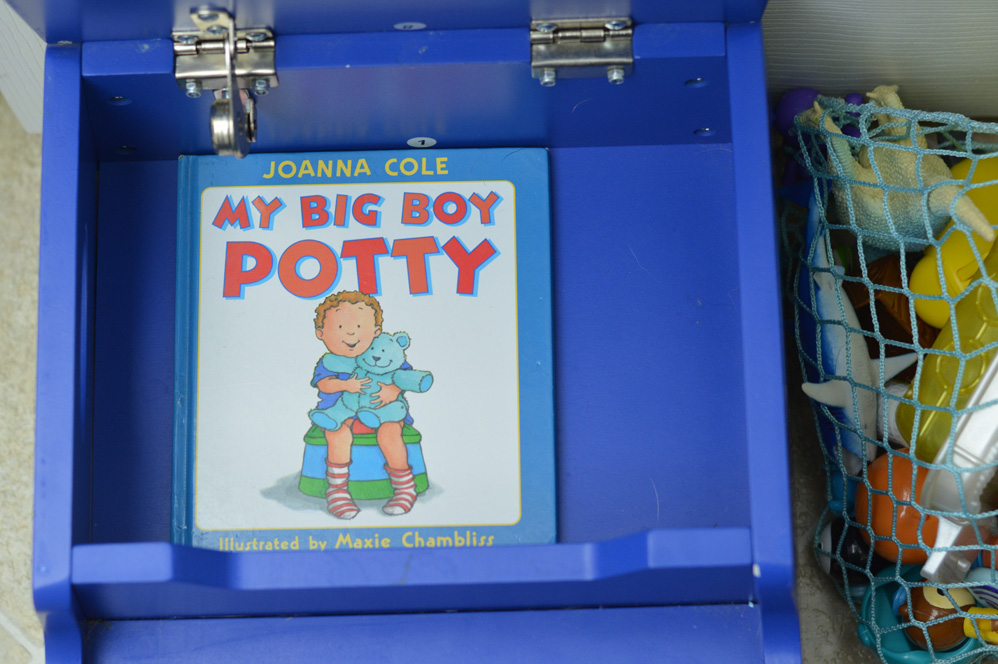 JOANNA COLE
MY BIG BOY
POTTY
Illustrated by Maxie Chambliss